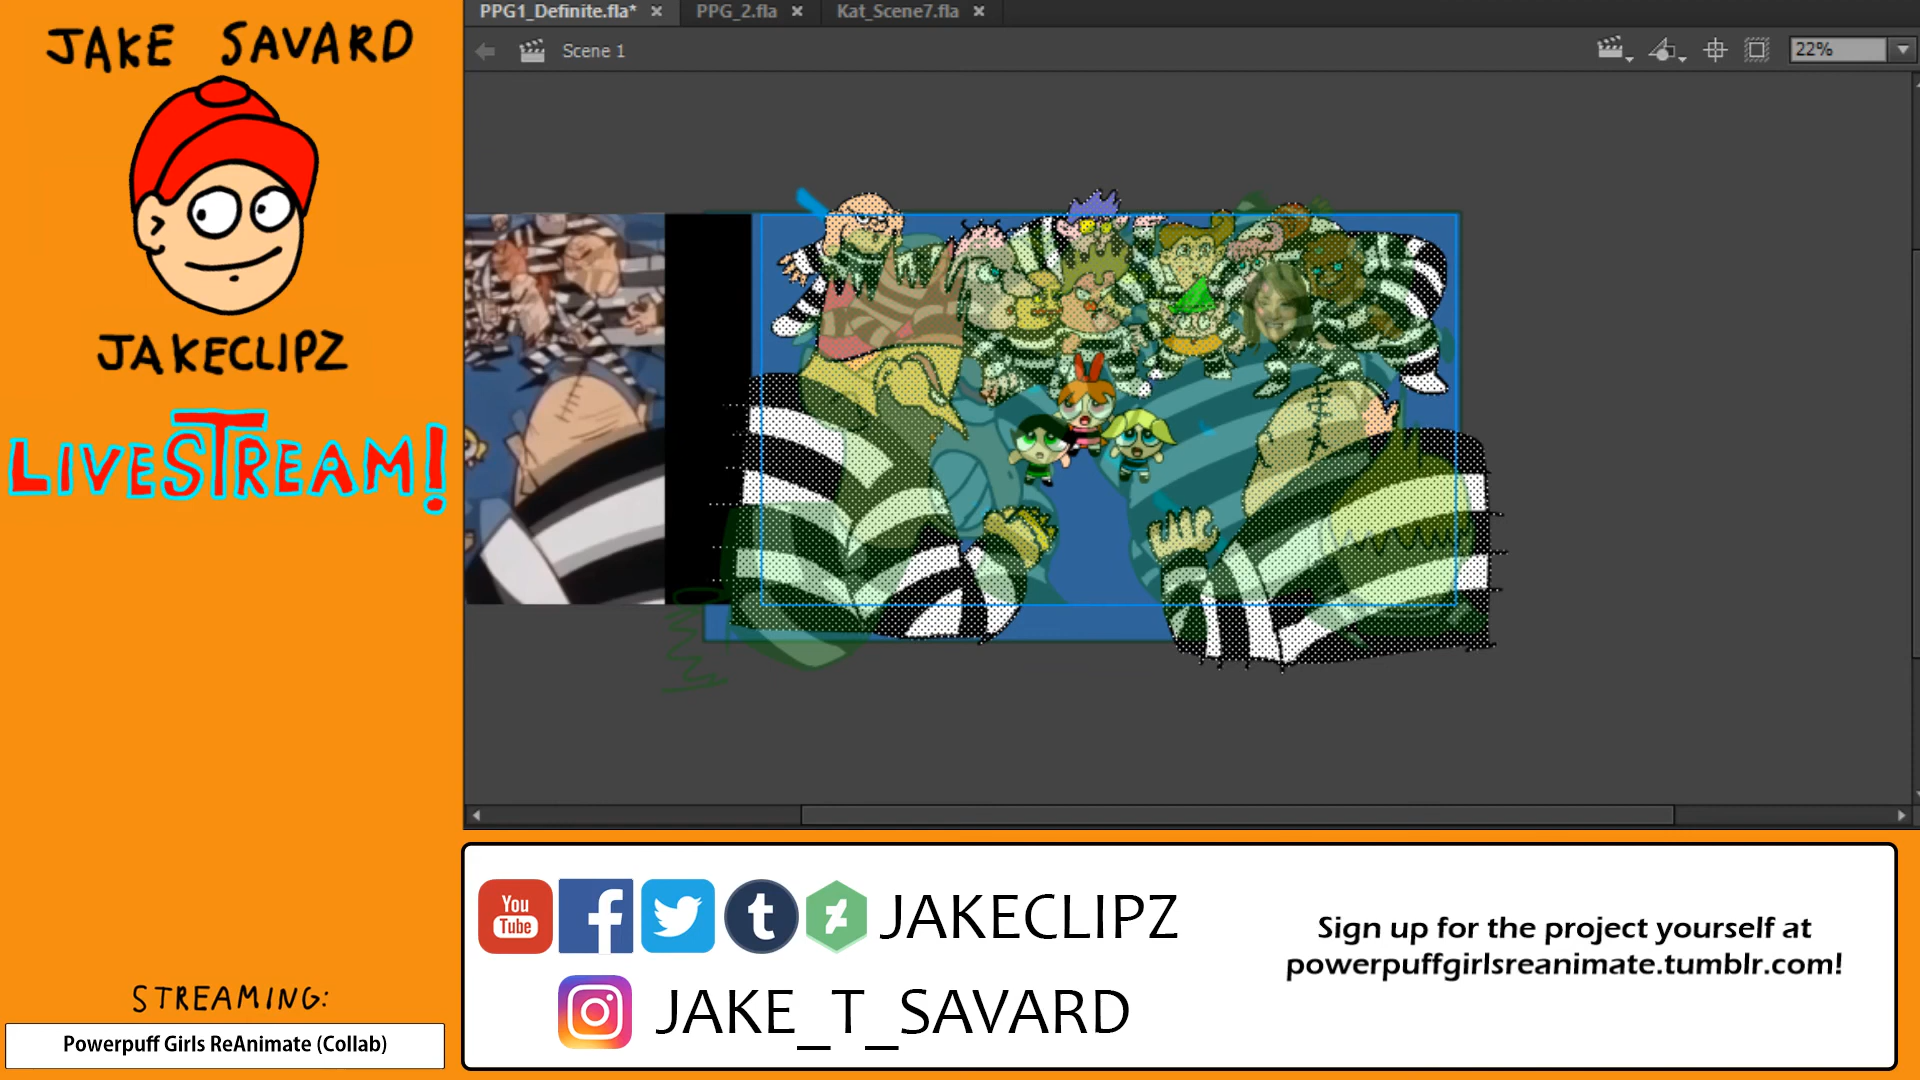 JAKE SAVARD
JAKECLIPZ
LIVESTREAM!
STREAMING:
Powerpuff Girls ReAnimate (Collab)
PPG1_Definite.fla* PPG_2.fla Kat_Scene7.fla
Scene 1
22%
You
Tube
f
t
JAKECLIPZ
JAKE_T_SAVARD
Sign up for the project yourself at
powerpuffgirlsreanimate.tumblr.com!